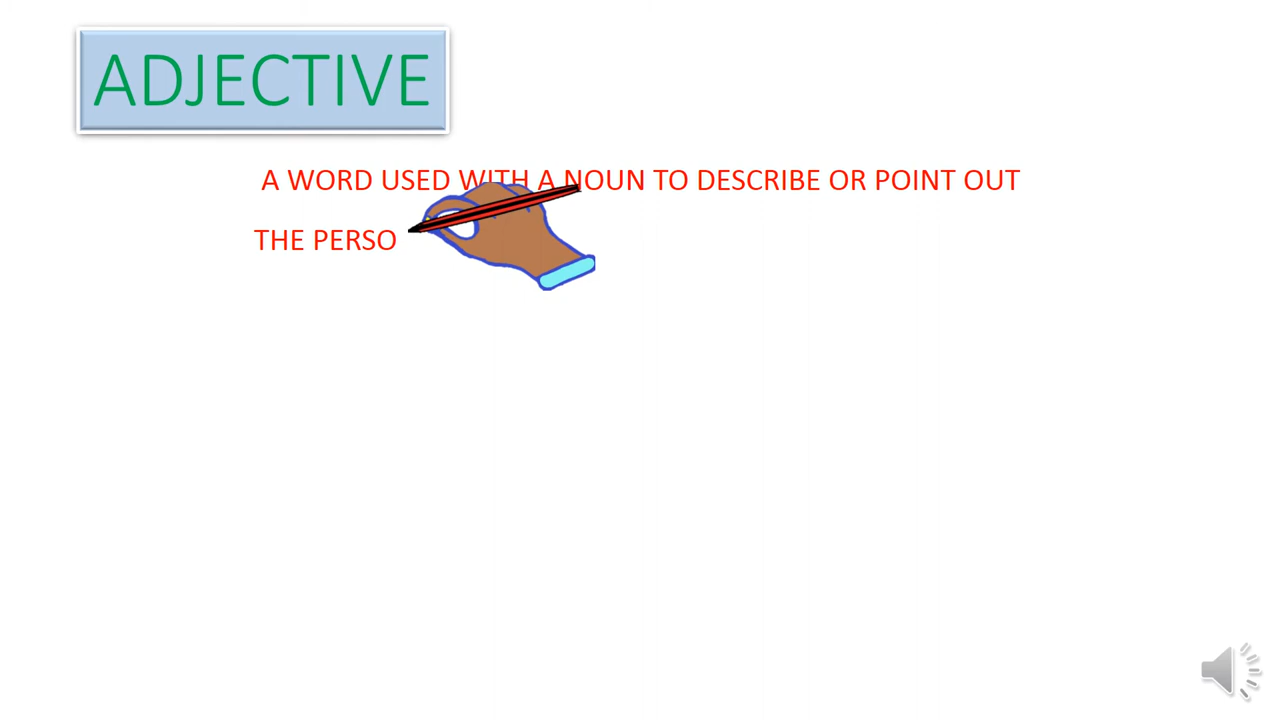 ADJECTIVE
A WORD USED WITH A NOUN TO DESCRIBE OR POINT OUT
THE PERSO